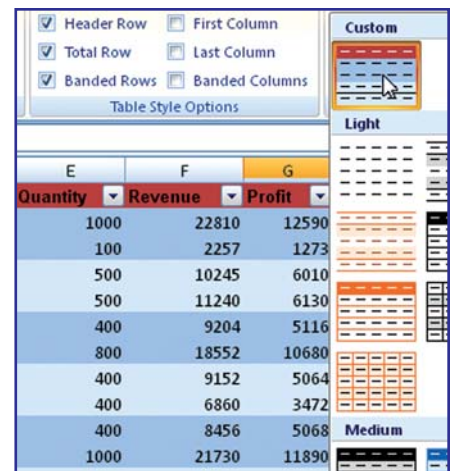 Header Row First Column
Total Row Last Column
Banded Rows Banded Columns
Table Style Options
Custom
Light
E F G
Quantity Revenue Profit
1000 22810 12590
100 2257 1273
500 10245 6010
500 11240 6130
400 9204 5116
800 18552 10680
400 9152 5064
400 6860 3472
400 8456 5068
1000 21730 11890
Medium